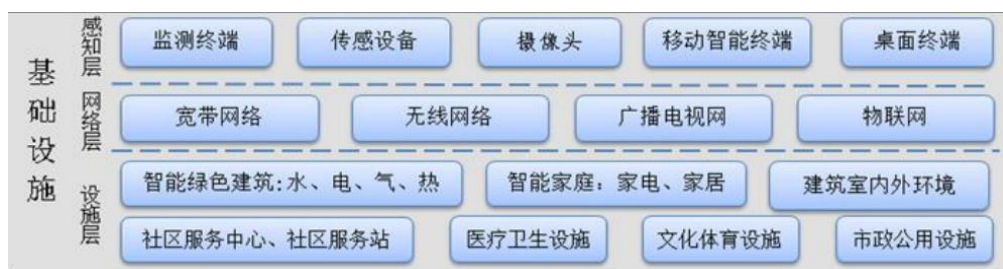 基础设施
感知层
监测终端 传感设备 摄像头 移动智能终端 桌面终端
网络层
宽带网络 无线网络 广播电视网 物联网
设施层
智能绿色建筑:水、电、气、热 智能家庭：家电、家居 建筑室内外环境
社区服务中心、社区服务站 医疗卫生设施 文化体育设施 市政公用设施